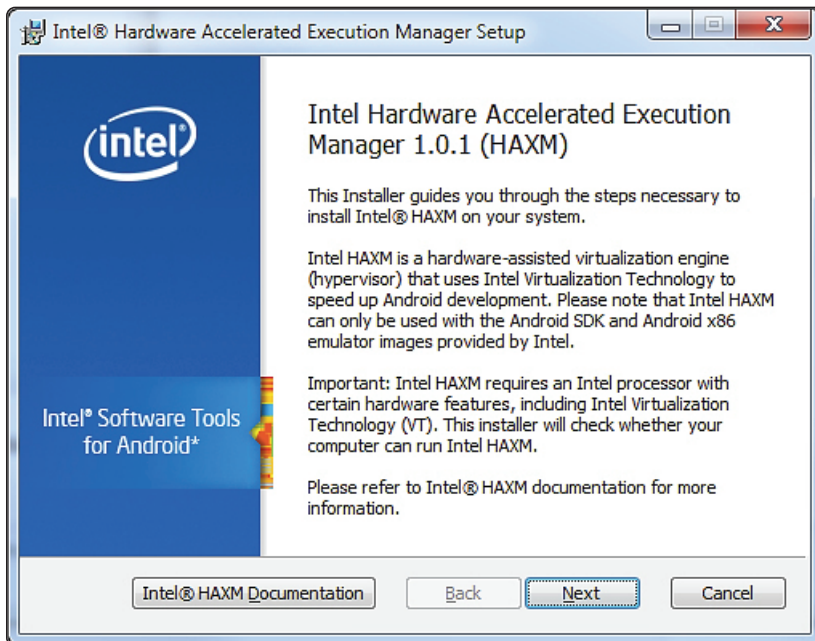 Intel® Hardware Accelerated Execution Manager Setup
intel®
Intel® Software Tools
for Android*
Intel Hardware Accelerated Execution
Manager 1.0.1 (HAXM)
This Installer guides you through the steps necessary to
install Intel® HAXM on your system.
Intel HAXM is a hardware-assisted virtualization engine
(hypervisor) that uses Intel Virtualization Technology to
speed up Android development. Please note that Intel HAXM
can only be used with the Android SDK and Android x86
emulator images provided by Intel.
Important: Intel HAXM requires an Intel processor with
certain hardware features, including Intel Virtualization
Technology (VT). This installer will check whether your
computer can run Intel HAXM.
Please refer to Intel® HAXM documentation for more
information.
Intel® HAXM Documentation
Back
Next
Cancel